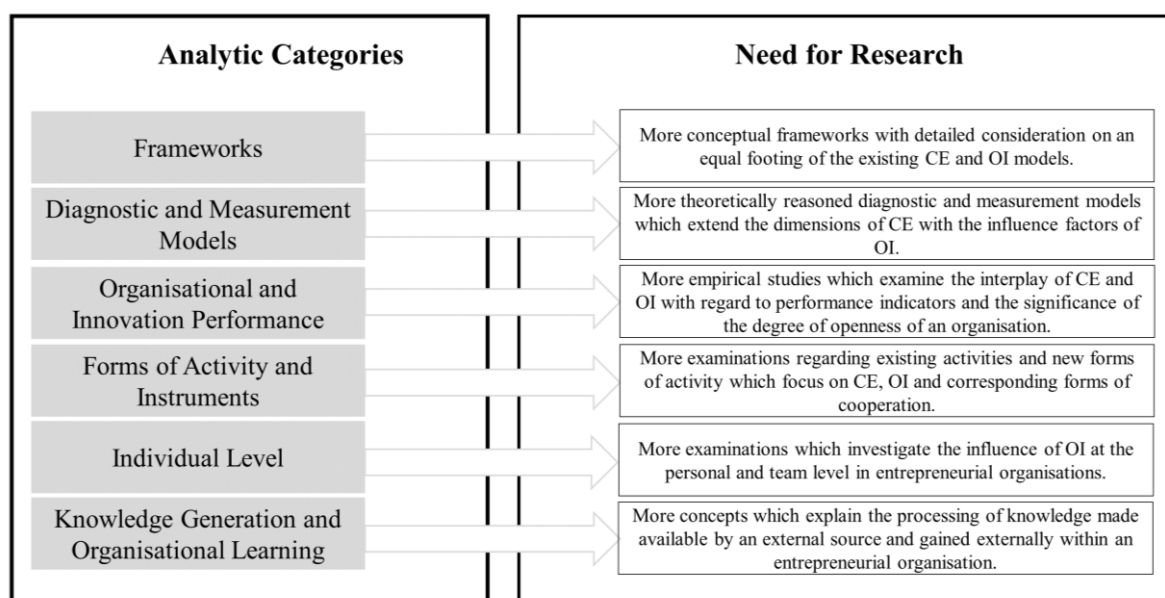 Analytic Categories
Need for Research
Frameworks
More conceptual frameworks with detailed consideration on an
equal footing of the existing CE and OI models.
Diagnostic and Measurement
Models
More theoretically reasoned diagnostic and measurement models
which extend the dimensions of CE with the influence factors of
OI.
Organisational and
Innovation Performance
More empirical studies which examine the interplay of CE and
OI with regard to performance indicators and the significance of
the degree of openness of an organisation.
Forms of Activity and
Instruments
More examinations regarding existing activities and new forms
of activity which focus on CE, OI and corresponding forms of
cooperation.
Individual Level
More examinations which investigate the influence of OI at the
personal and team level in entrepreneurial organisations.
Knowledge Generation and
Organisational Learning
More concepts which explain the processing of knowledge made
available by an external source and gained externally within an
entrepreneurial organisation.